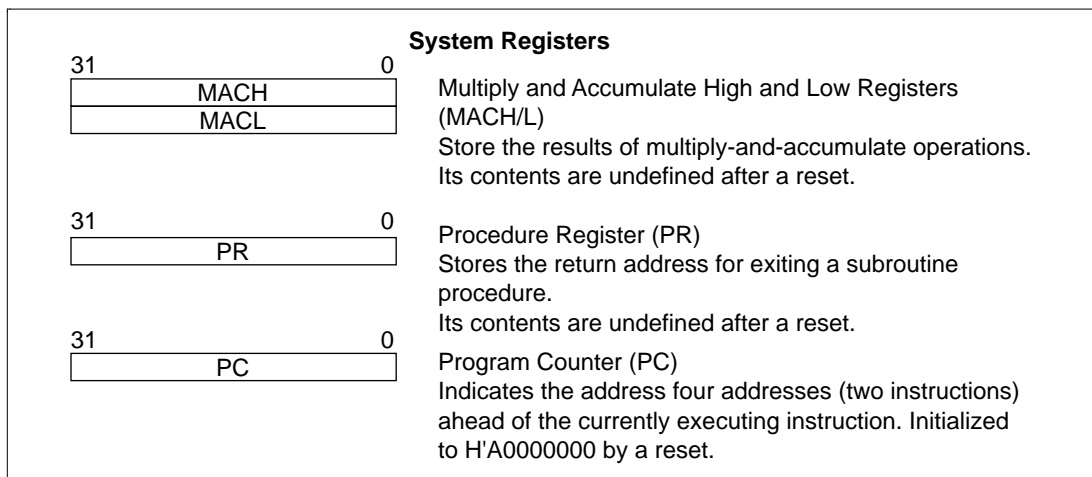 System Registers
31 0
MACH
MACL
Multiply and Accumulate High and Low Registers
(MACH/L)
Store the results of multiply-and-accumulate operations.
Its contents are undefined after a reset.
31 0
PR
Procedure Register (PR)
Stores the return address for exiting a subroutine
procedure.
Its contents are undefined after a reset.
31 0
PC
Program Counter (PC)
Indicates the address four addresses (two instructions)
ahead of the currently executing instruction. Initialized
to H'A0000000 by a reset.